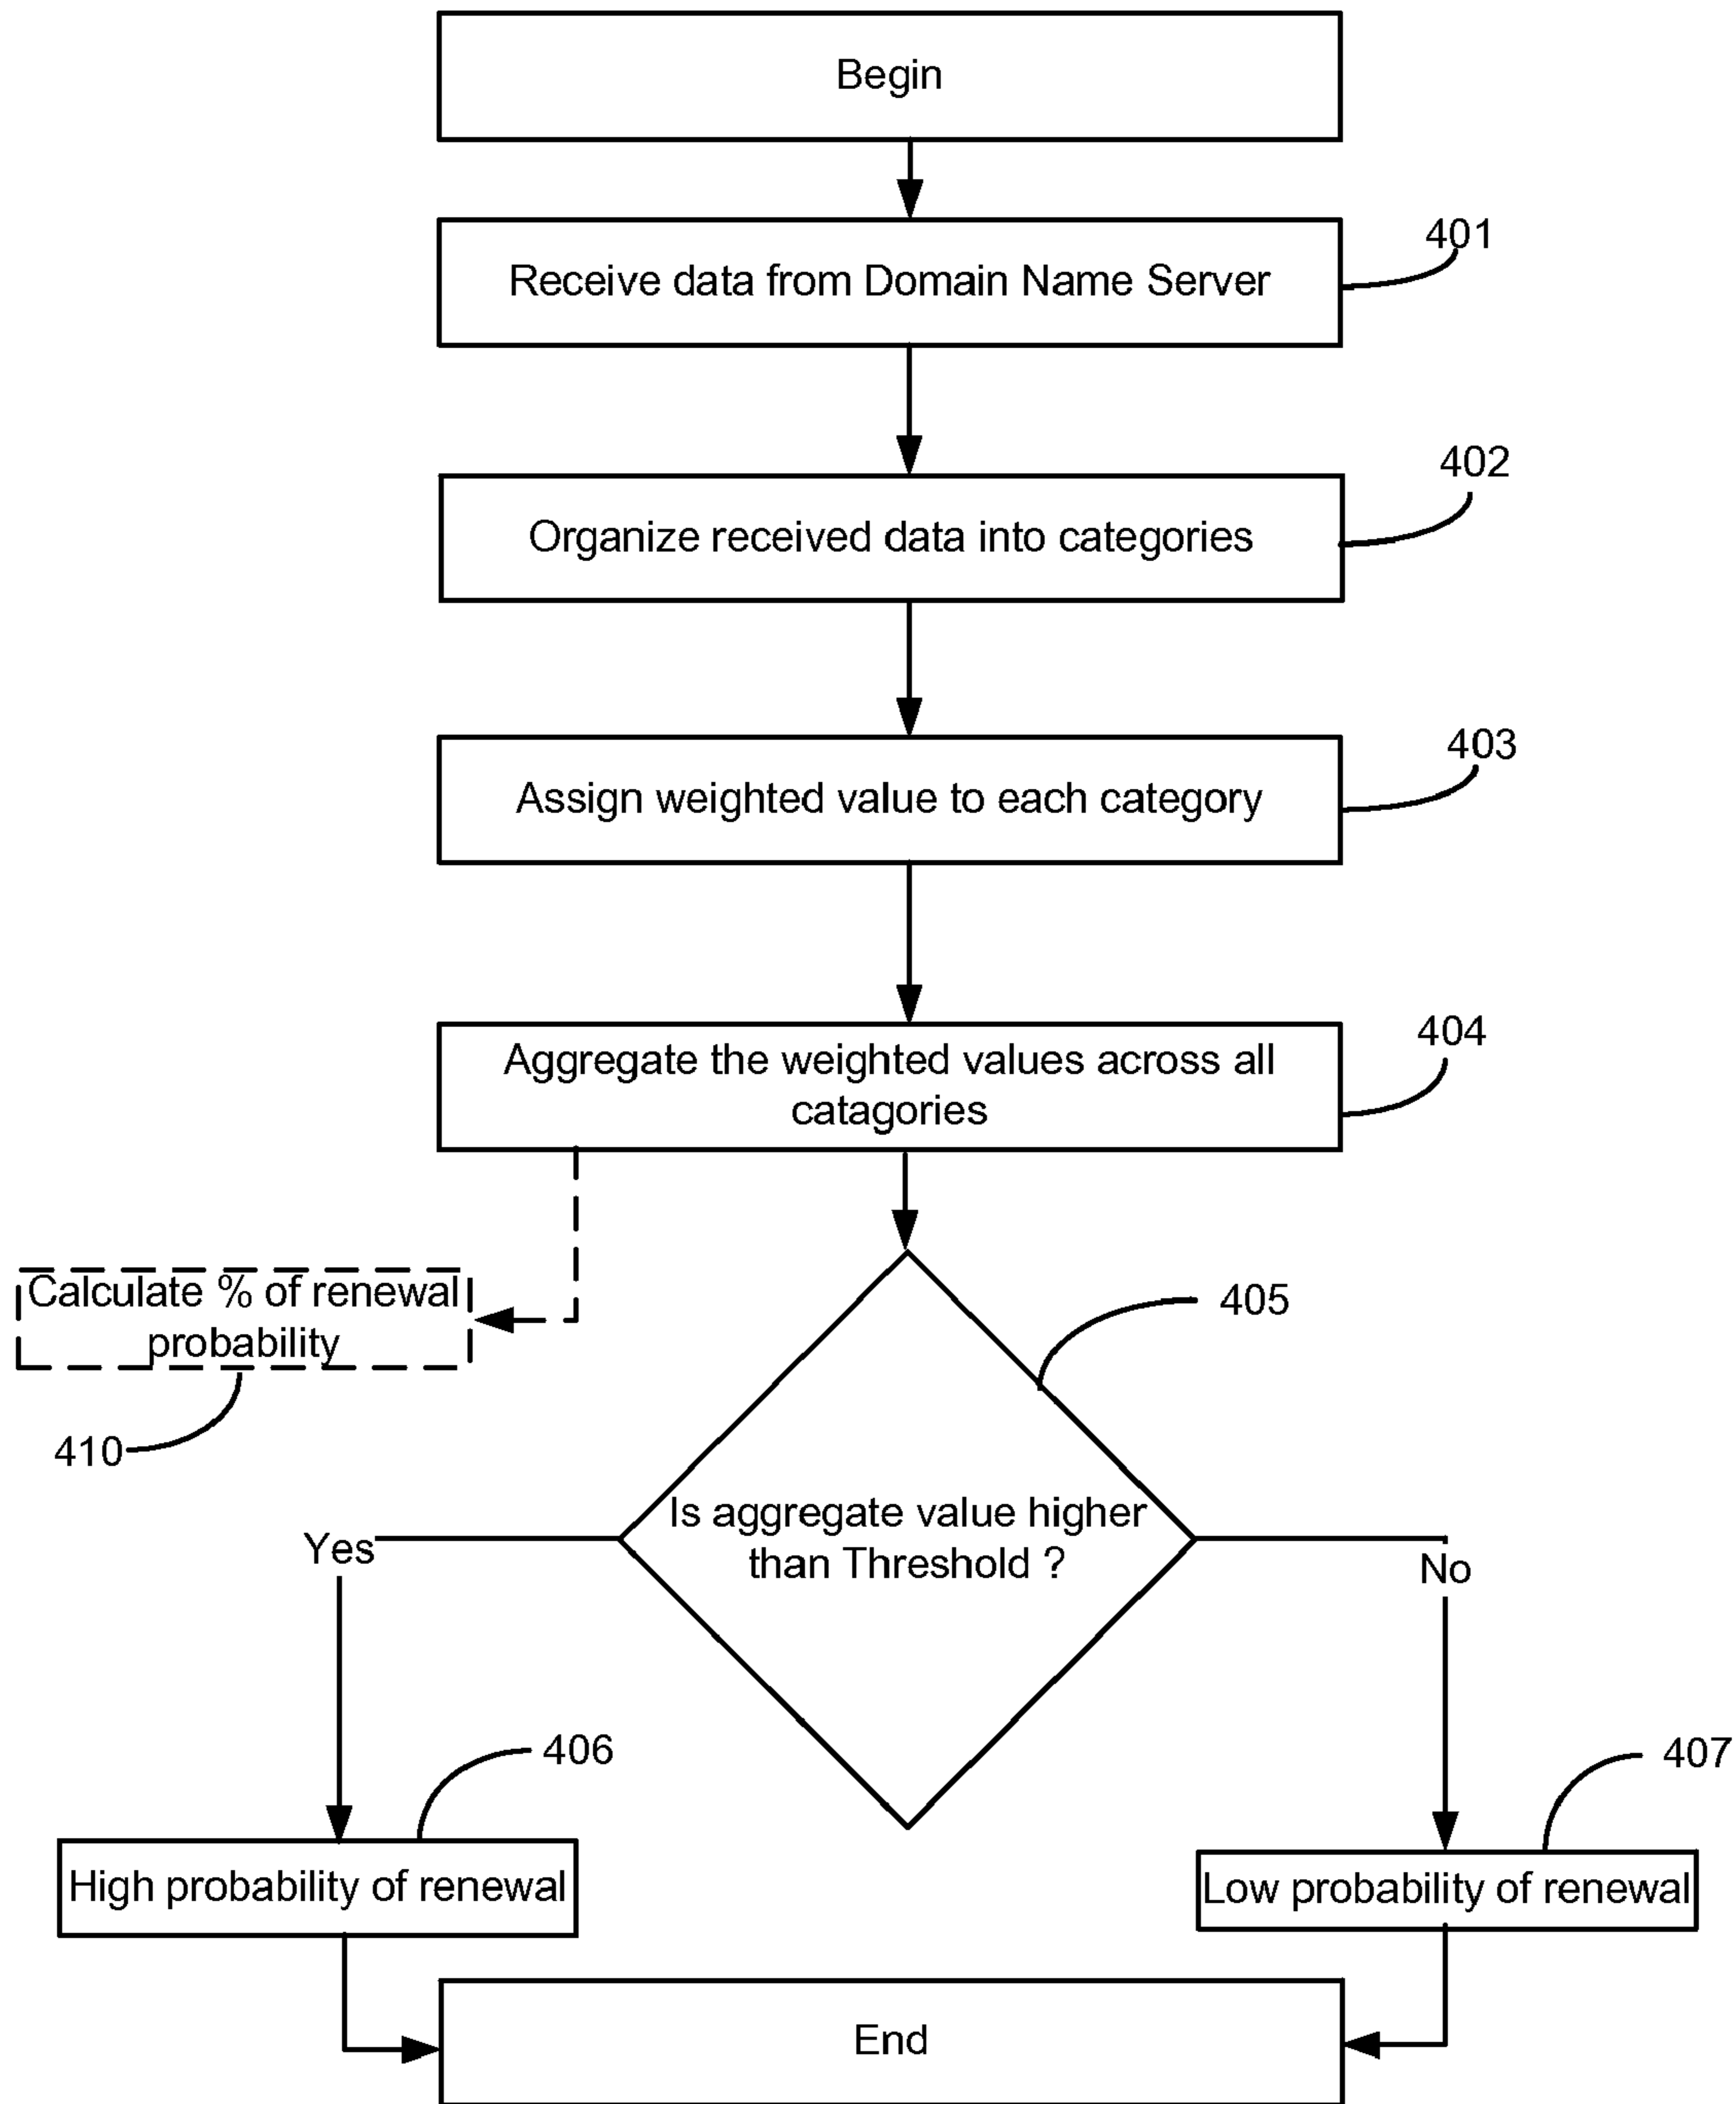 Begin
401
Receive data from Domain Name Server
402
Organize received data into categories
403
Assign weighted value to each category
404
Aggregate the weighted values across all
catagories
Calculate % of renewal
probability
410
405
Is aggregate value higher
than Threshold ?
Yes
No
406
407
High probability of renewal
Low probability of renewal
End